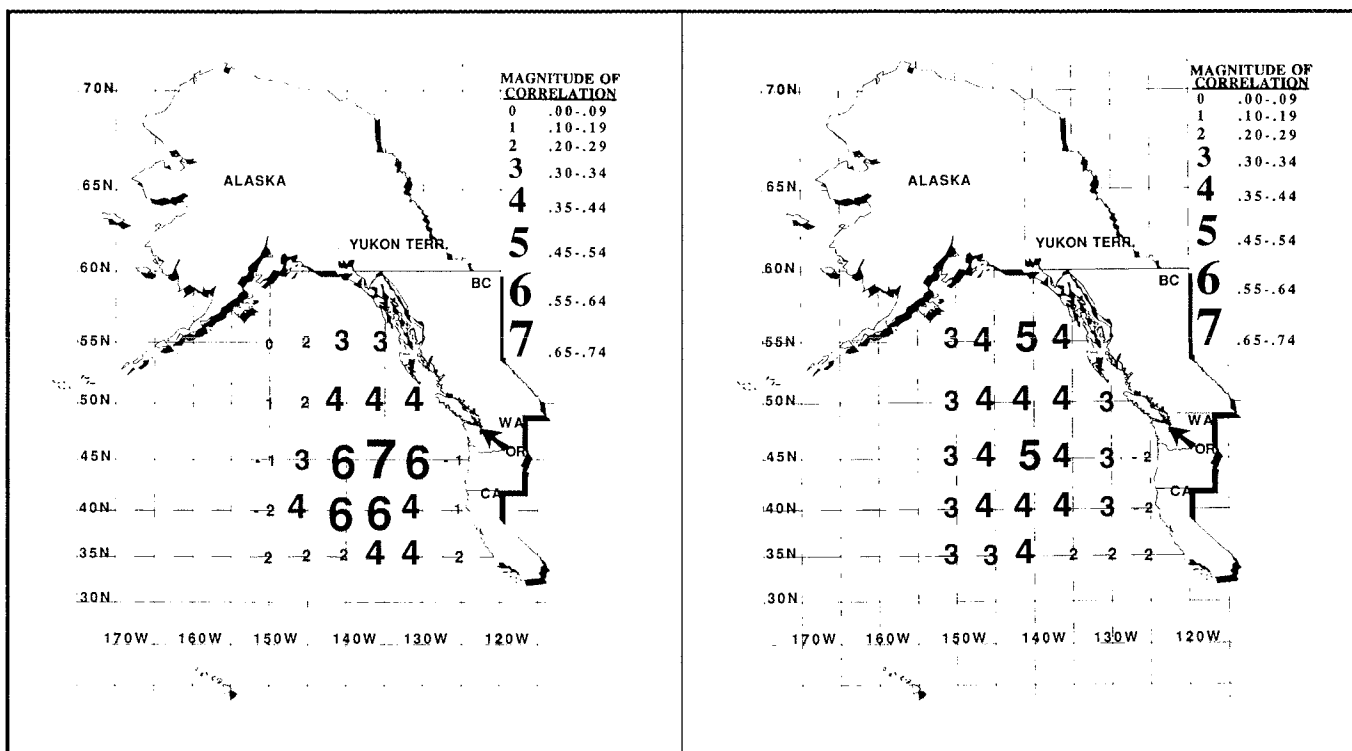 MAGNITUDE OF
CORRELATION
0 .00-.09
1 .10-.19
2 .20-.29
3 .30-.34
4 .35-.44
5 .45-.54
6 .55-.64
7 .65-.74
.70N
.65N
ALASKA
YUKON TERR.
.60N
BC
.55N 0 2 3 3
.50N 1 2 4 4 4
WA
OR
.45N -1 3 6 7 6 -1
CA
.40N -2 4 6 6 4 1
.35N 2 2 2 4 4 2
.30N
170W 160W 150W 140W 130W 120W
MAGNITUDE OF
CORRELATION
0 .00-.09
1 .10-.19
2 .20-.29
3 .30-.34
4 .35-.44
5 .45-.54
6 .55-.64
7 .65-.74
.70N
.65N
ALASKA
YUKON TERR.
.60N
BC
.55N 3 4 5 4
.50N 3 4 4 4 3
WA
OR
.45N 3 4 5 4 3 -2
CA
.40N 3 4 4 4 3 2
.35N 3 3 4 2 2 2
.30N
170W 160W 150W 140W 130W 120W